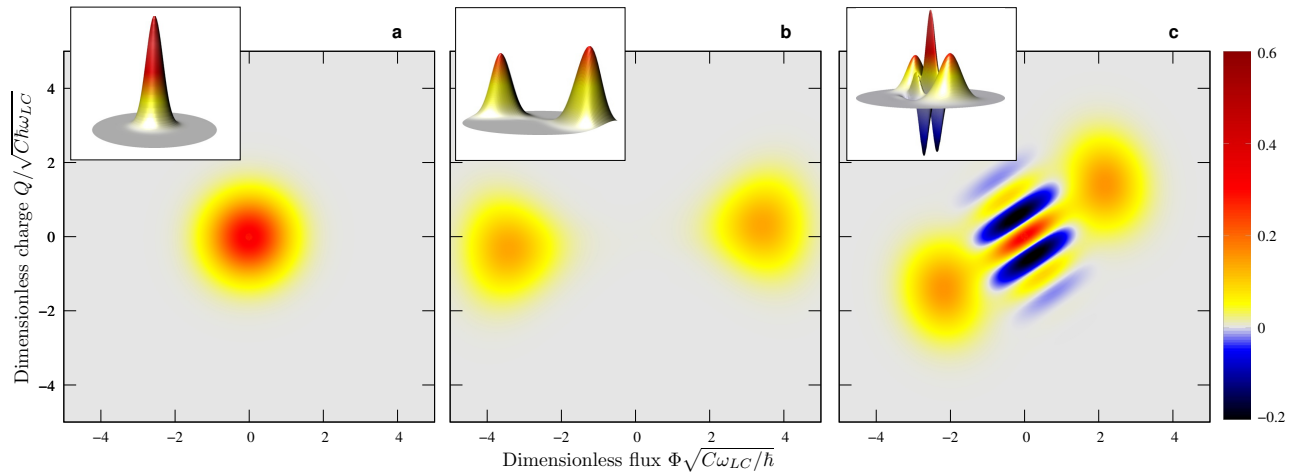 a b c
Dimensionless charge Q/√Cħω_LC
4
2
0
−2
−4
−4 −2 0 2 4
−4 −2 0 2 4
−4 −2 0 2 4
Dimensionless flux Φ√Cω_LC/ħ
0.6
0.4
0.2
0
−0.2